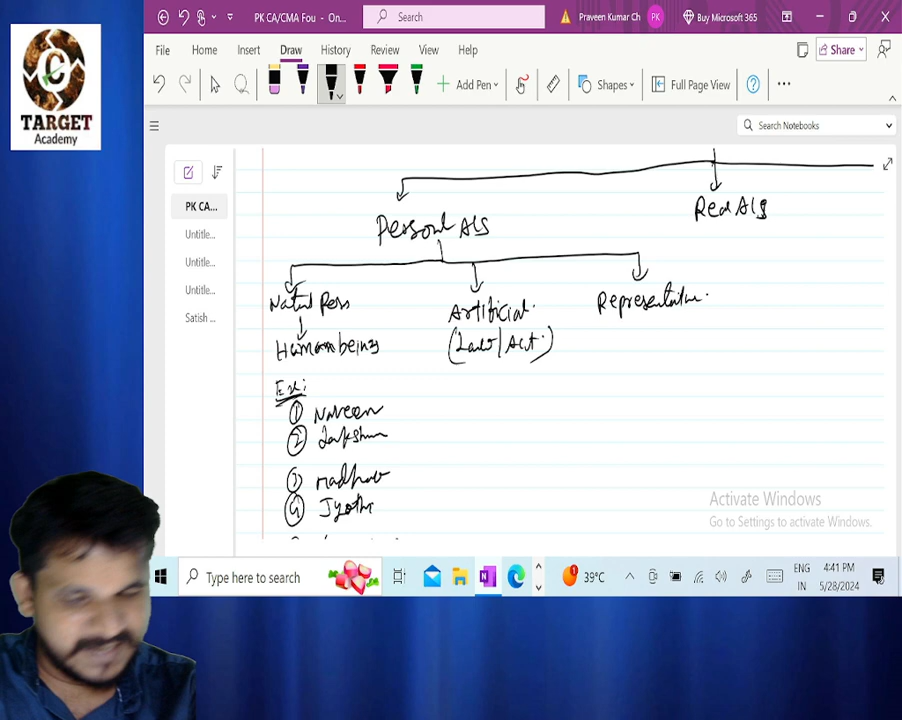 TARGET
Academy
PK CA/CMA Fou - On...
Search
Praveen Kumar Ch
PK
Buy Microsoft 365
File
Home
Insert
Draw
History
Review
View
Help
Share
Add Pen
Shapes
Full Page View
Search Notebooks
PK CA...
Untitle...
Untitle...
Untitle...
Satish ...
Real A/s
Personal A/s
Natural Pers
Artificial
Representative
Human beings
(Law/Act)
Ex:
1 Naveen
2
3 Madhav
4 Jyothi
Activate Windows
Go to Settings to activate Windows.
Type here to search
39°C
ENG
IN
4:41 PM
5/28/2024